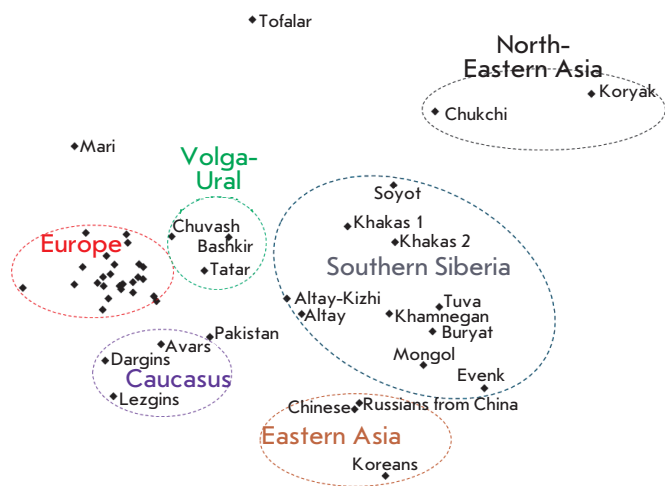 Tofalar
North-
Eastern Asia
Koryak
Chukchi
Mari
Volga-
Ural
Soyot
Chuvash
Khakas 1
Europe
Bashkir
Khakas 2
Tatar
Southern Siberia
Altay-Kizhi
Tuva
Altay
Khamnegan
Buryat
Pakistan
Avars
Mongol
Dargins
Caucasus
Evenk
Lezgins
Chinese
Russians from China
Eastern Asia
Koreans